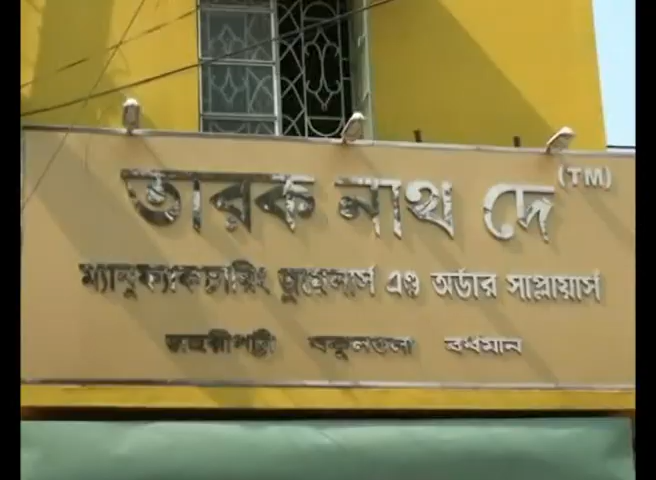 তারক নাথ দে (TM)
ম্যানুফ্যাকচারিং জুয়েলার্স এণ্ড অর্ডার সাপ্লায়ার্স
জহুরীপট্টি বকুলতলা বর্ধমান